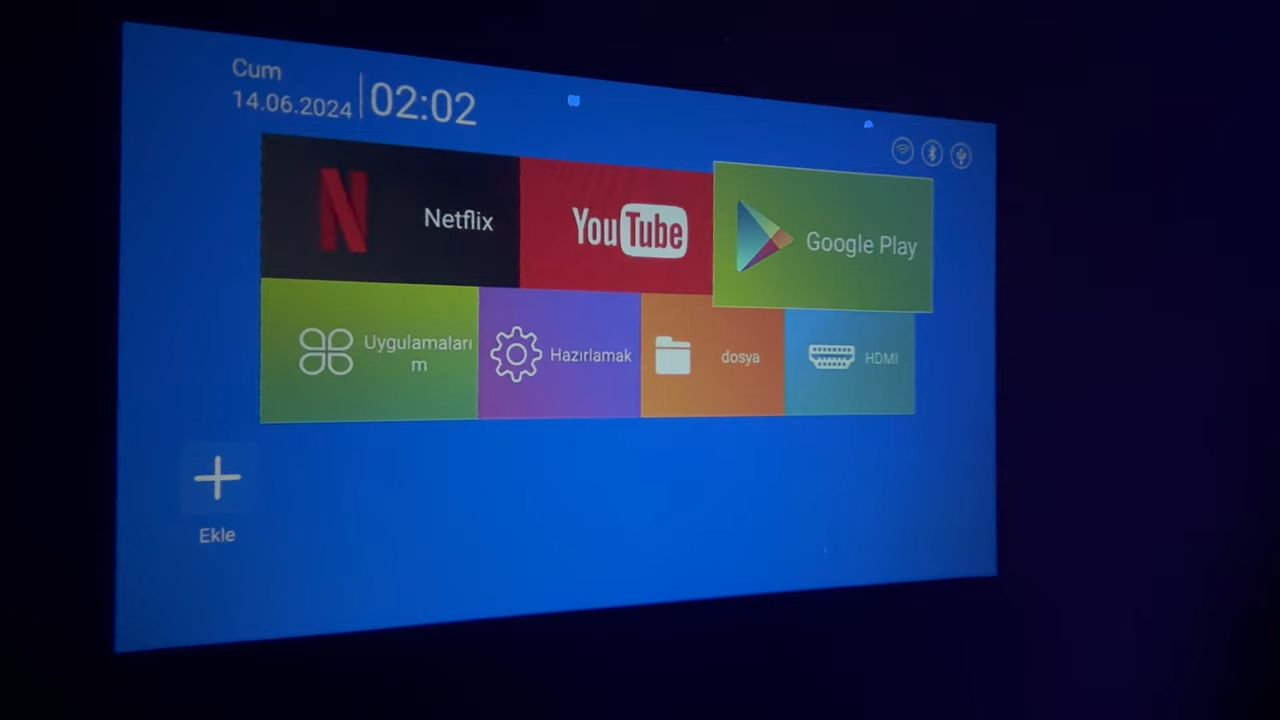 Cum
14.06.2024
02:02
Netflix
YouTube
Google Play
Uygulamaları
m
Hazırlamak
dosya
HDMI
Ekle